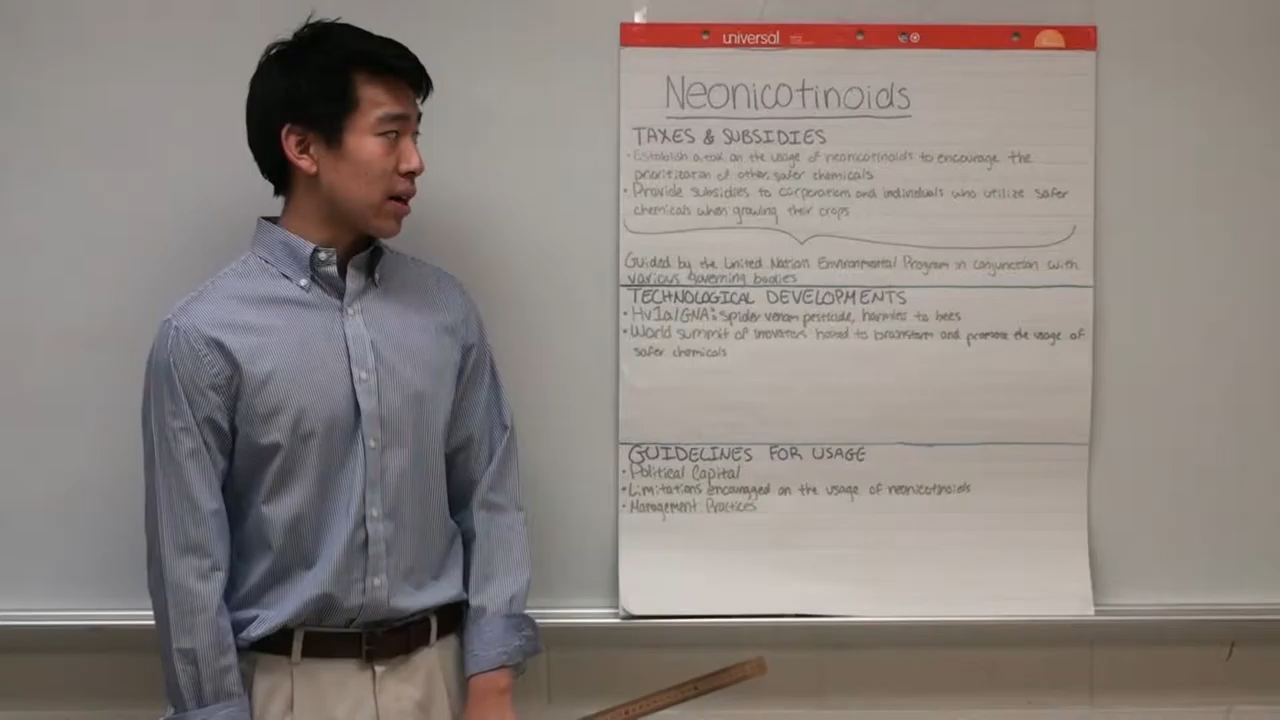 universal
Neonicotinoids
TAXES & SUBSIDIES
• Establish a tax on the usage of neonicotinoids to encourage the
prioritization of other, safer chemicals
• Provide subsidies to corporations and individuals who utilize safer
chemicals when growing their crops
Guided by the United Nation Environmental Program in conjunction with
various governing bodies
TECHNOLOGICAL DEVELOPMENTS
• Hv1a/GNA: spider venom pesticide, harmless to bees
• World summit of inovators hosted to brainstorm and promote the usage of
safer chemicals
GUIDELINES FOR USAGE
• Political Capital
• Limitations encouraged on the usage of neonicotinoids
• Management Practices